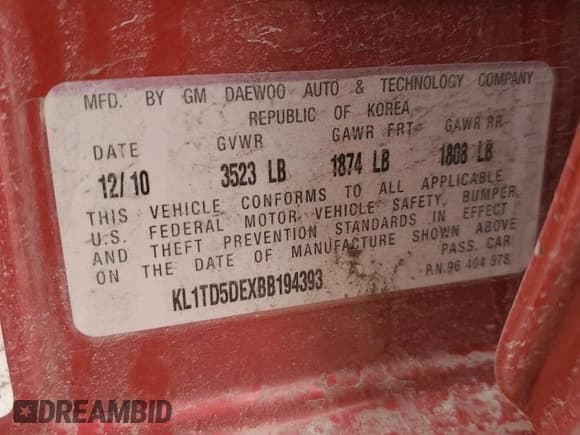 MFD. BY GM DAEWOO AUTO & TECHNOLOGY COMPANY
REPUBLIC OF KOREA
DATE GVWR GAWR FRT GAWR RR
12/10 3523 LB 1874 LB 1808 LB
THIS VEHICLE CONFORMS TO ALL APPLICABLE
U.S. FEDERAL MOTOR VEHICLE SAFETY, BUMPER,
AND THEFT PREVENTION STANDARDS IN EFFECT
ON THE DATE OF MANUFACTURE SHOWN ABOVE
PASS. CAR
KL1TD5DEXBB194393 P.N.96 404 978
DREAMBID